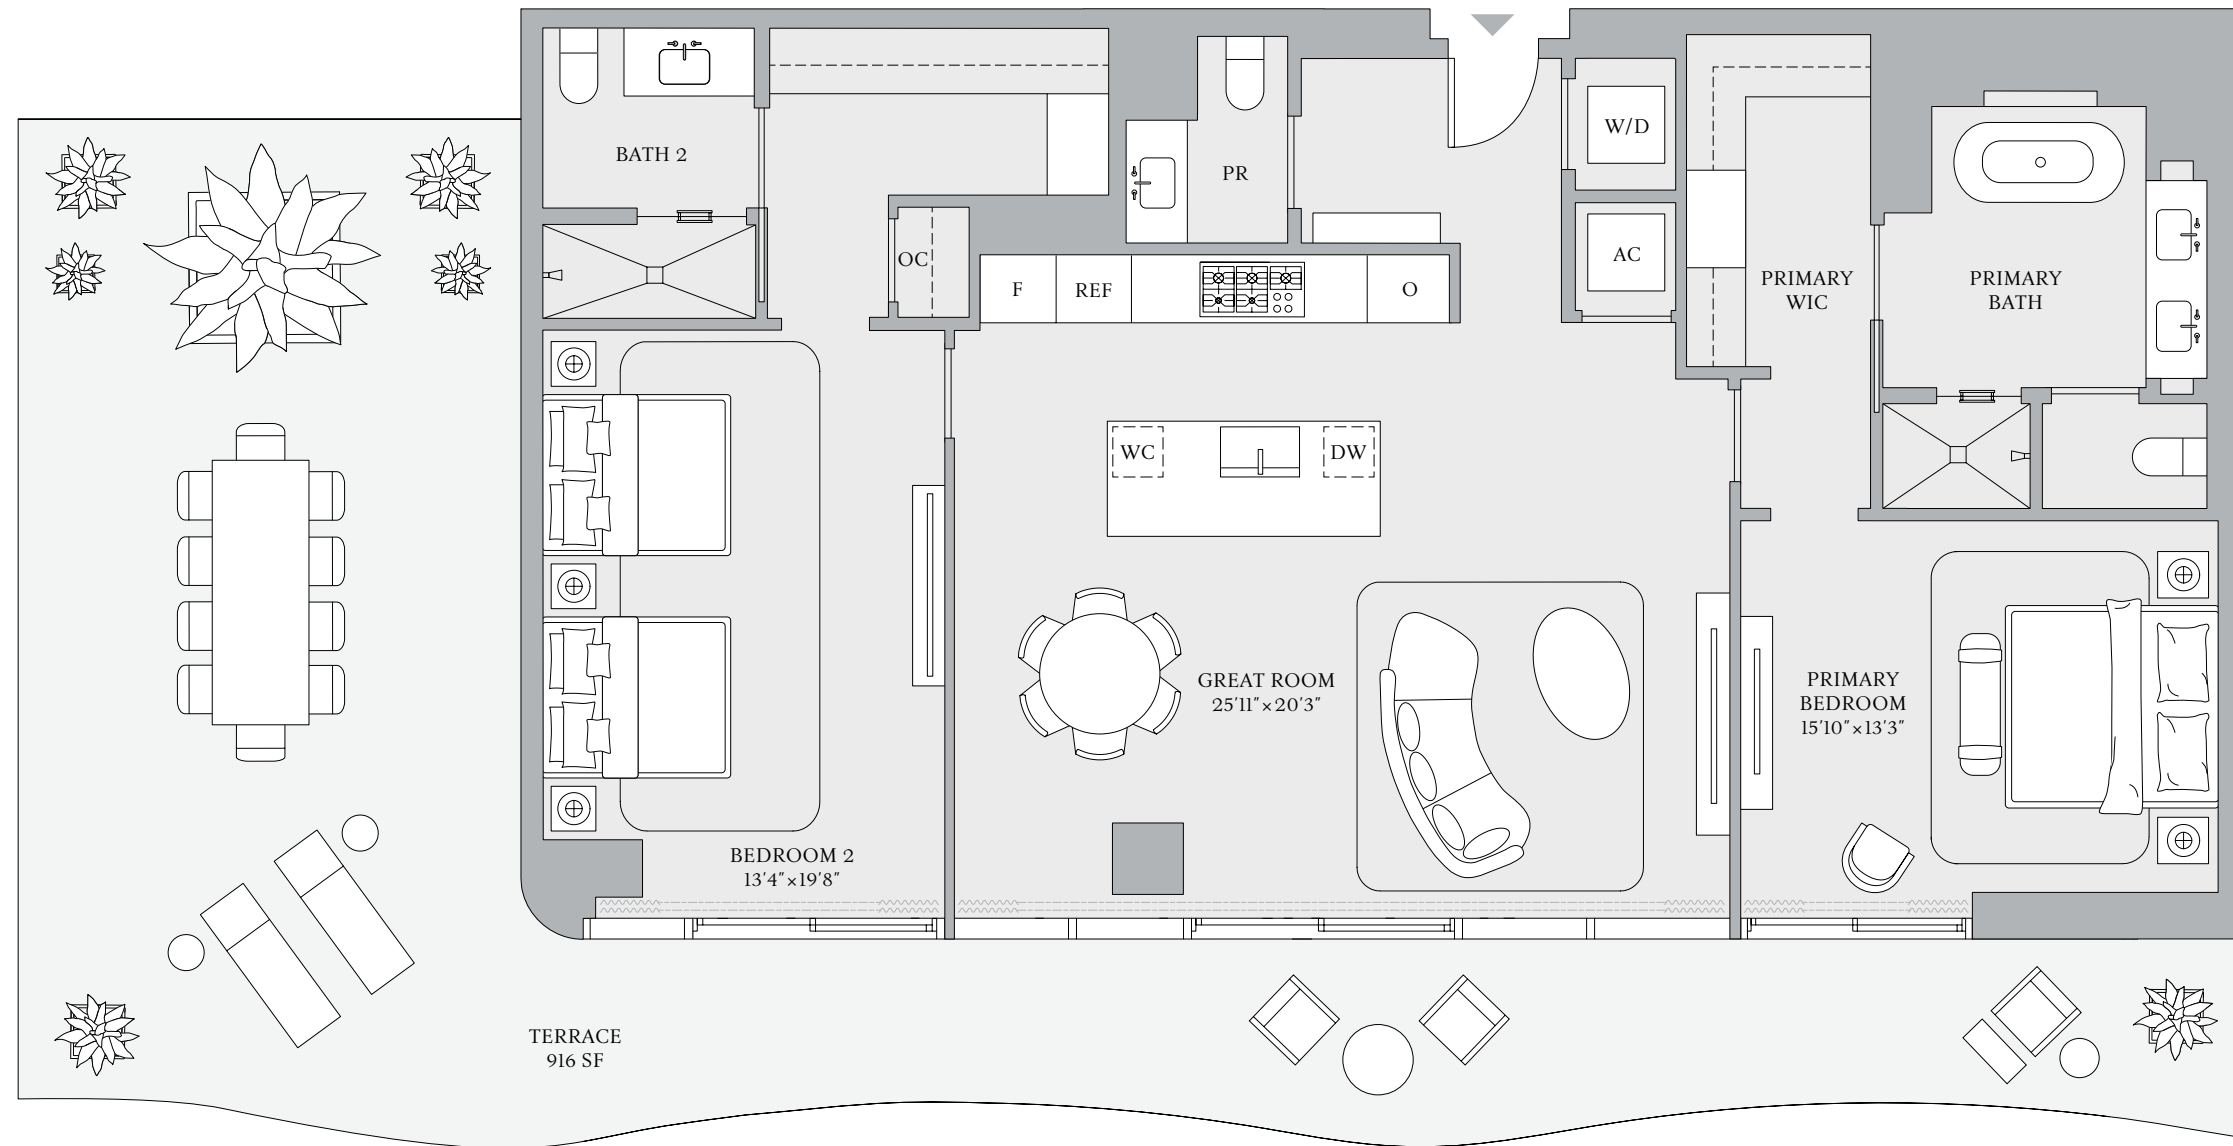 BATH 2
PR
W/D
AC
OC
F
REF
O
PRIMARY
WIC
PRIMARY
BATH
WC
DW
GREAT ROOM
25'11"×20'3"
PRIMARY
BEDROOM
15'10"×13'3"
BEDROOM 2
13'4"×19'8"
TERRACE
916 SF